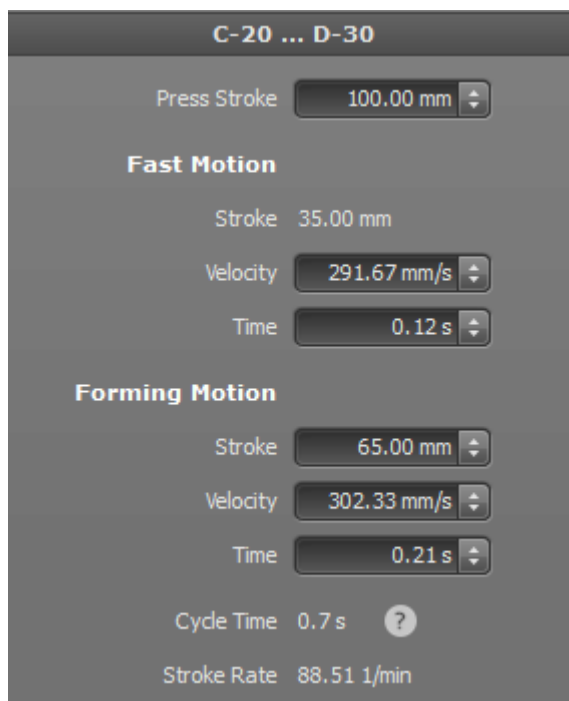 C-20 ... D-30
Press Stroke 100.00 mm
Fast Motion
Stroke 35.00 mm
Velocity 291.67 mm/s
Time 0.12 s
Forming Motion
Stroke 65.00 mm
Velocity 302.33 mm/s
Time 0.21 s
Cycle Time 0.7 s ?
Stroke Rate 88.51 1/min